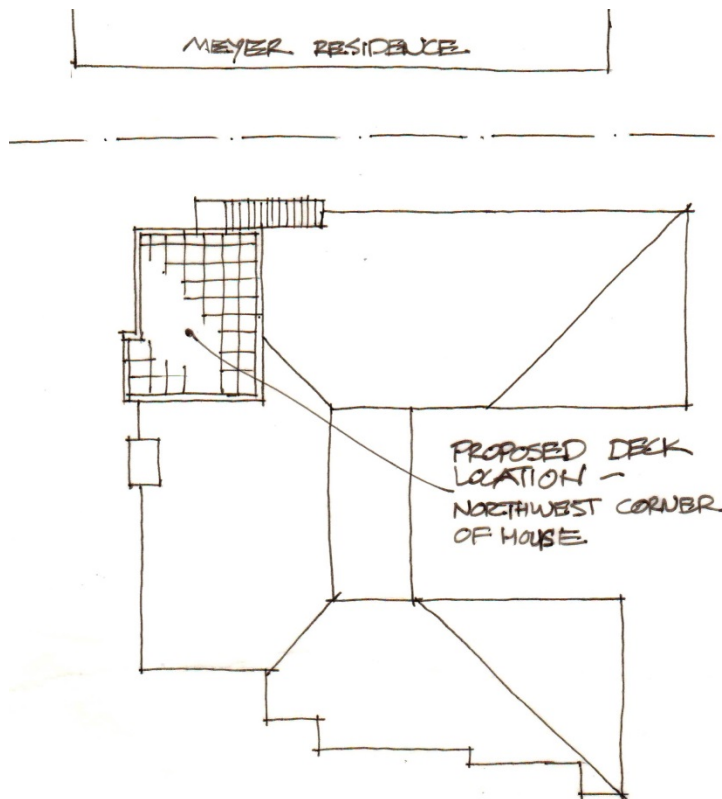 MEYER RESIDENCE
PROPOSED DECK
LOCATION –
NORTHWEST CORNER
OF HOUSE